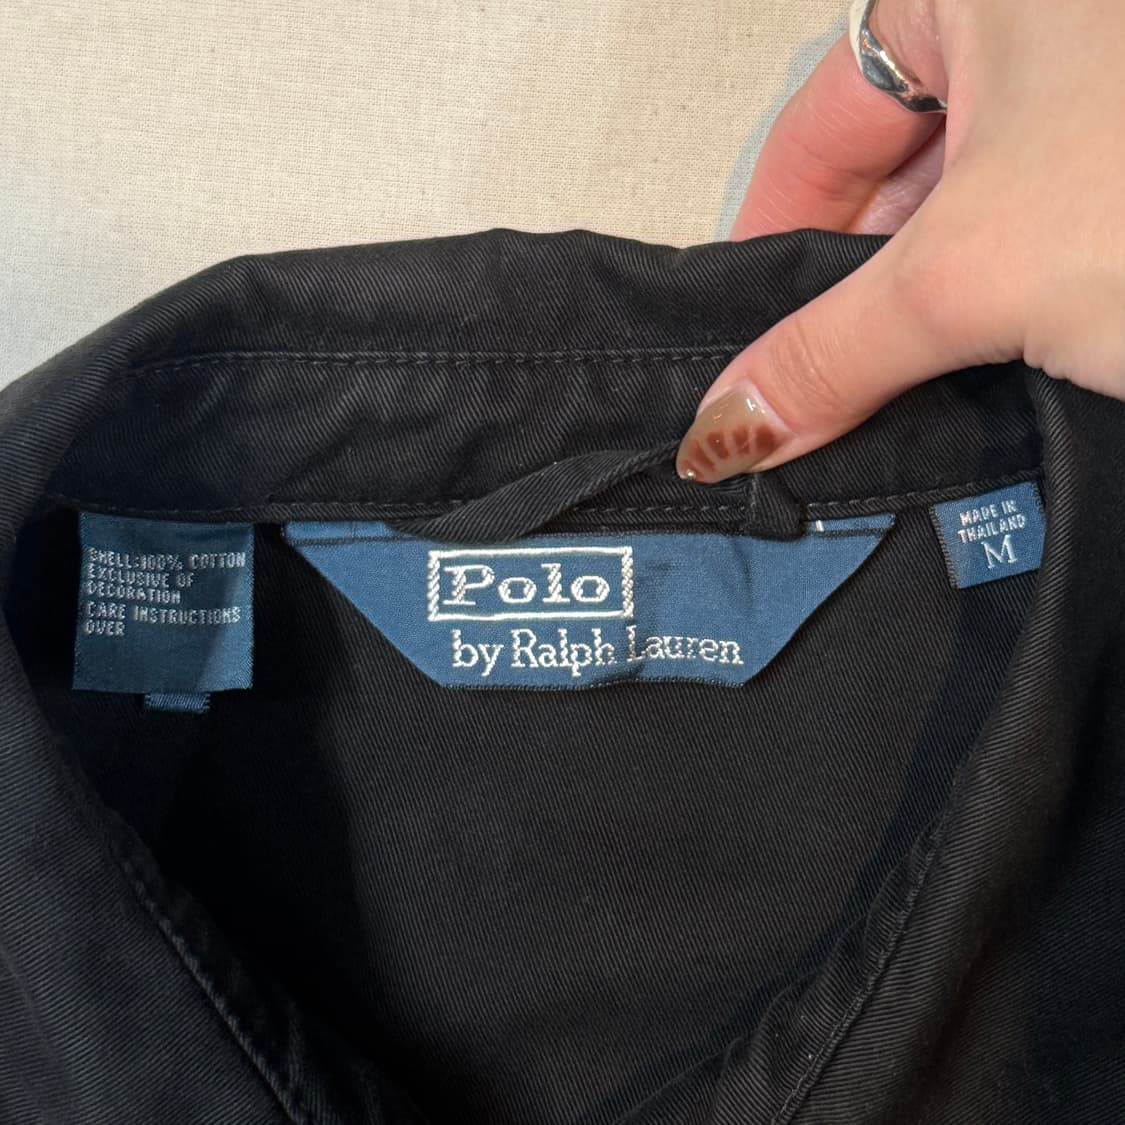 SHELL:100% COTTON
EXCLUSIVE OF
DECORATION
CARE INSTRUCTIONS
OVER
Polo
by Ralph Lauren
MADE IN
THAILAND
M